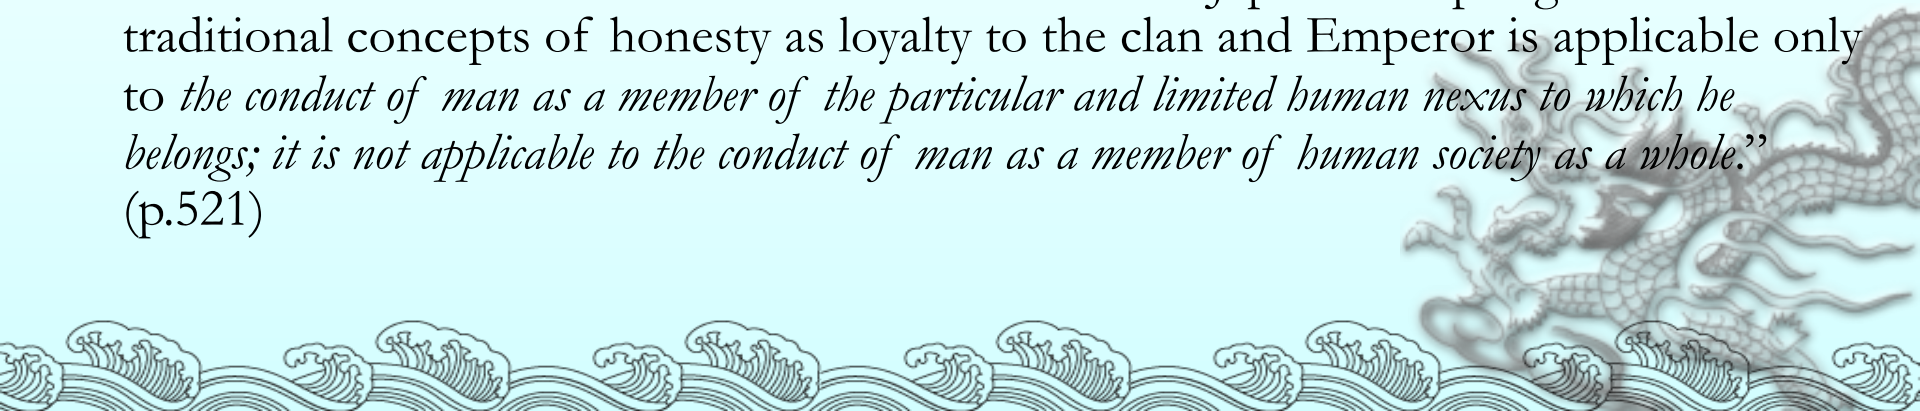 traditional concepts of honesty as loyalty to the clan and Emperor is applicable only
to the conduct of man as a member of the particular and limited human nexus to which he
belongs; it is not applicable to the conduct of man as a member of human society as a whole.”
(p.521)